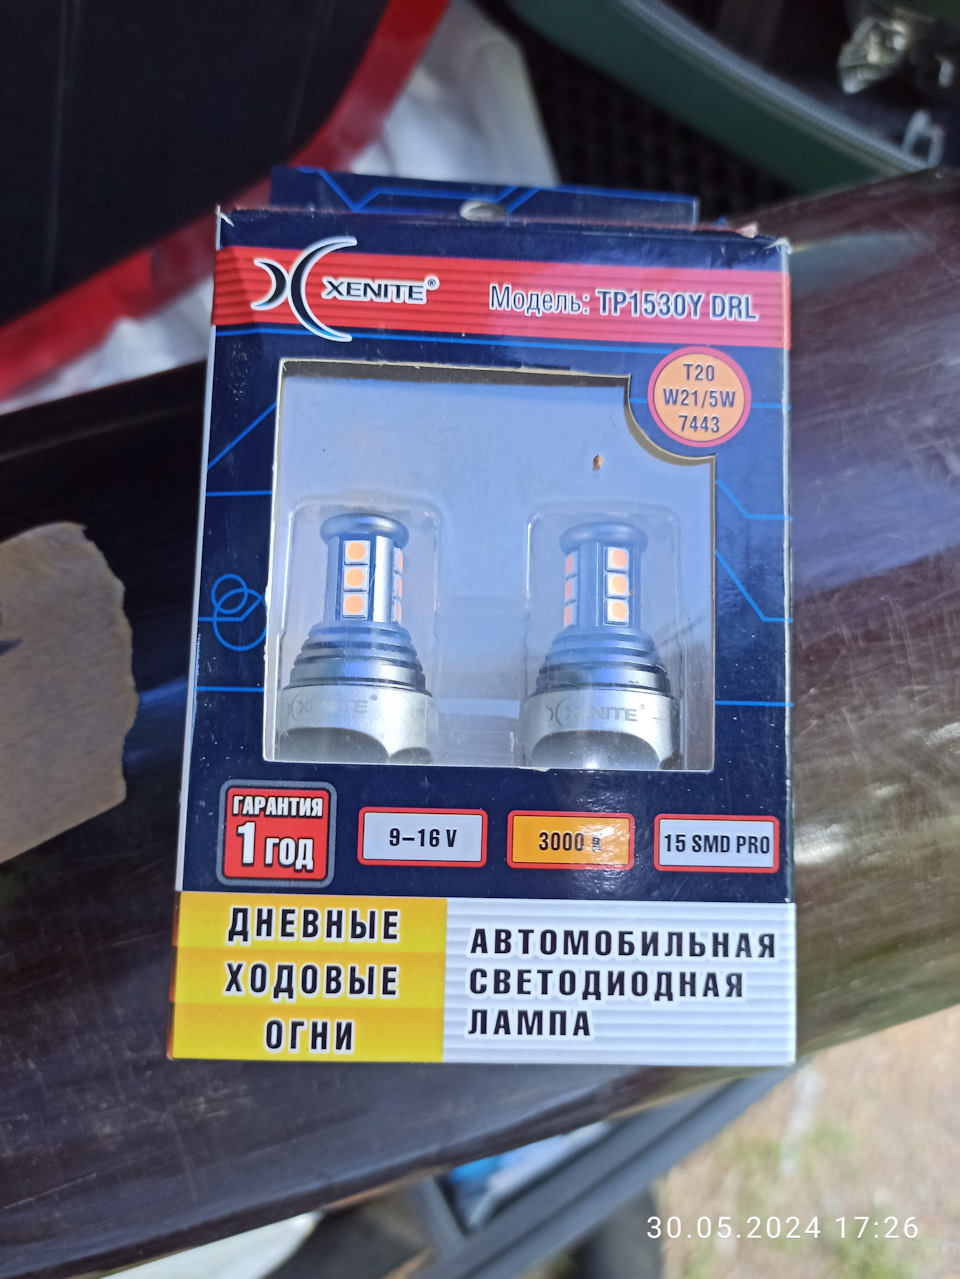 XENITE®
Модель: TP1530Y DRL
T20
W21/5W
7443
XENITE®
XENITE®
ГАРАНТИЯ
1 ГОД
9–16 V
3000
15 SMD PRO
ДНЕВНЫЕ
ХОДОВЫЕ
ОГНИ
АВТОМОБИЛЬНАЯ
СВЕТОДИОДНАЯ
ЛАМПА
30.05.2024 17:26